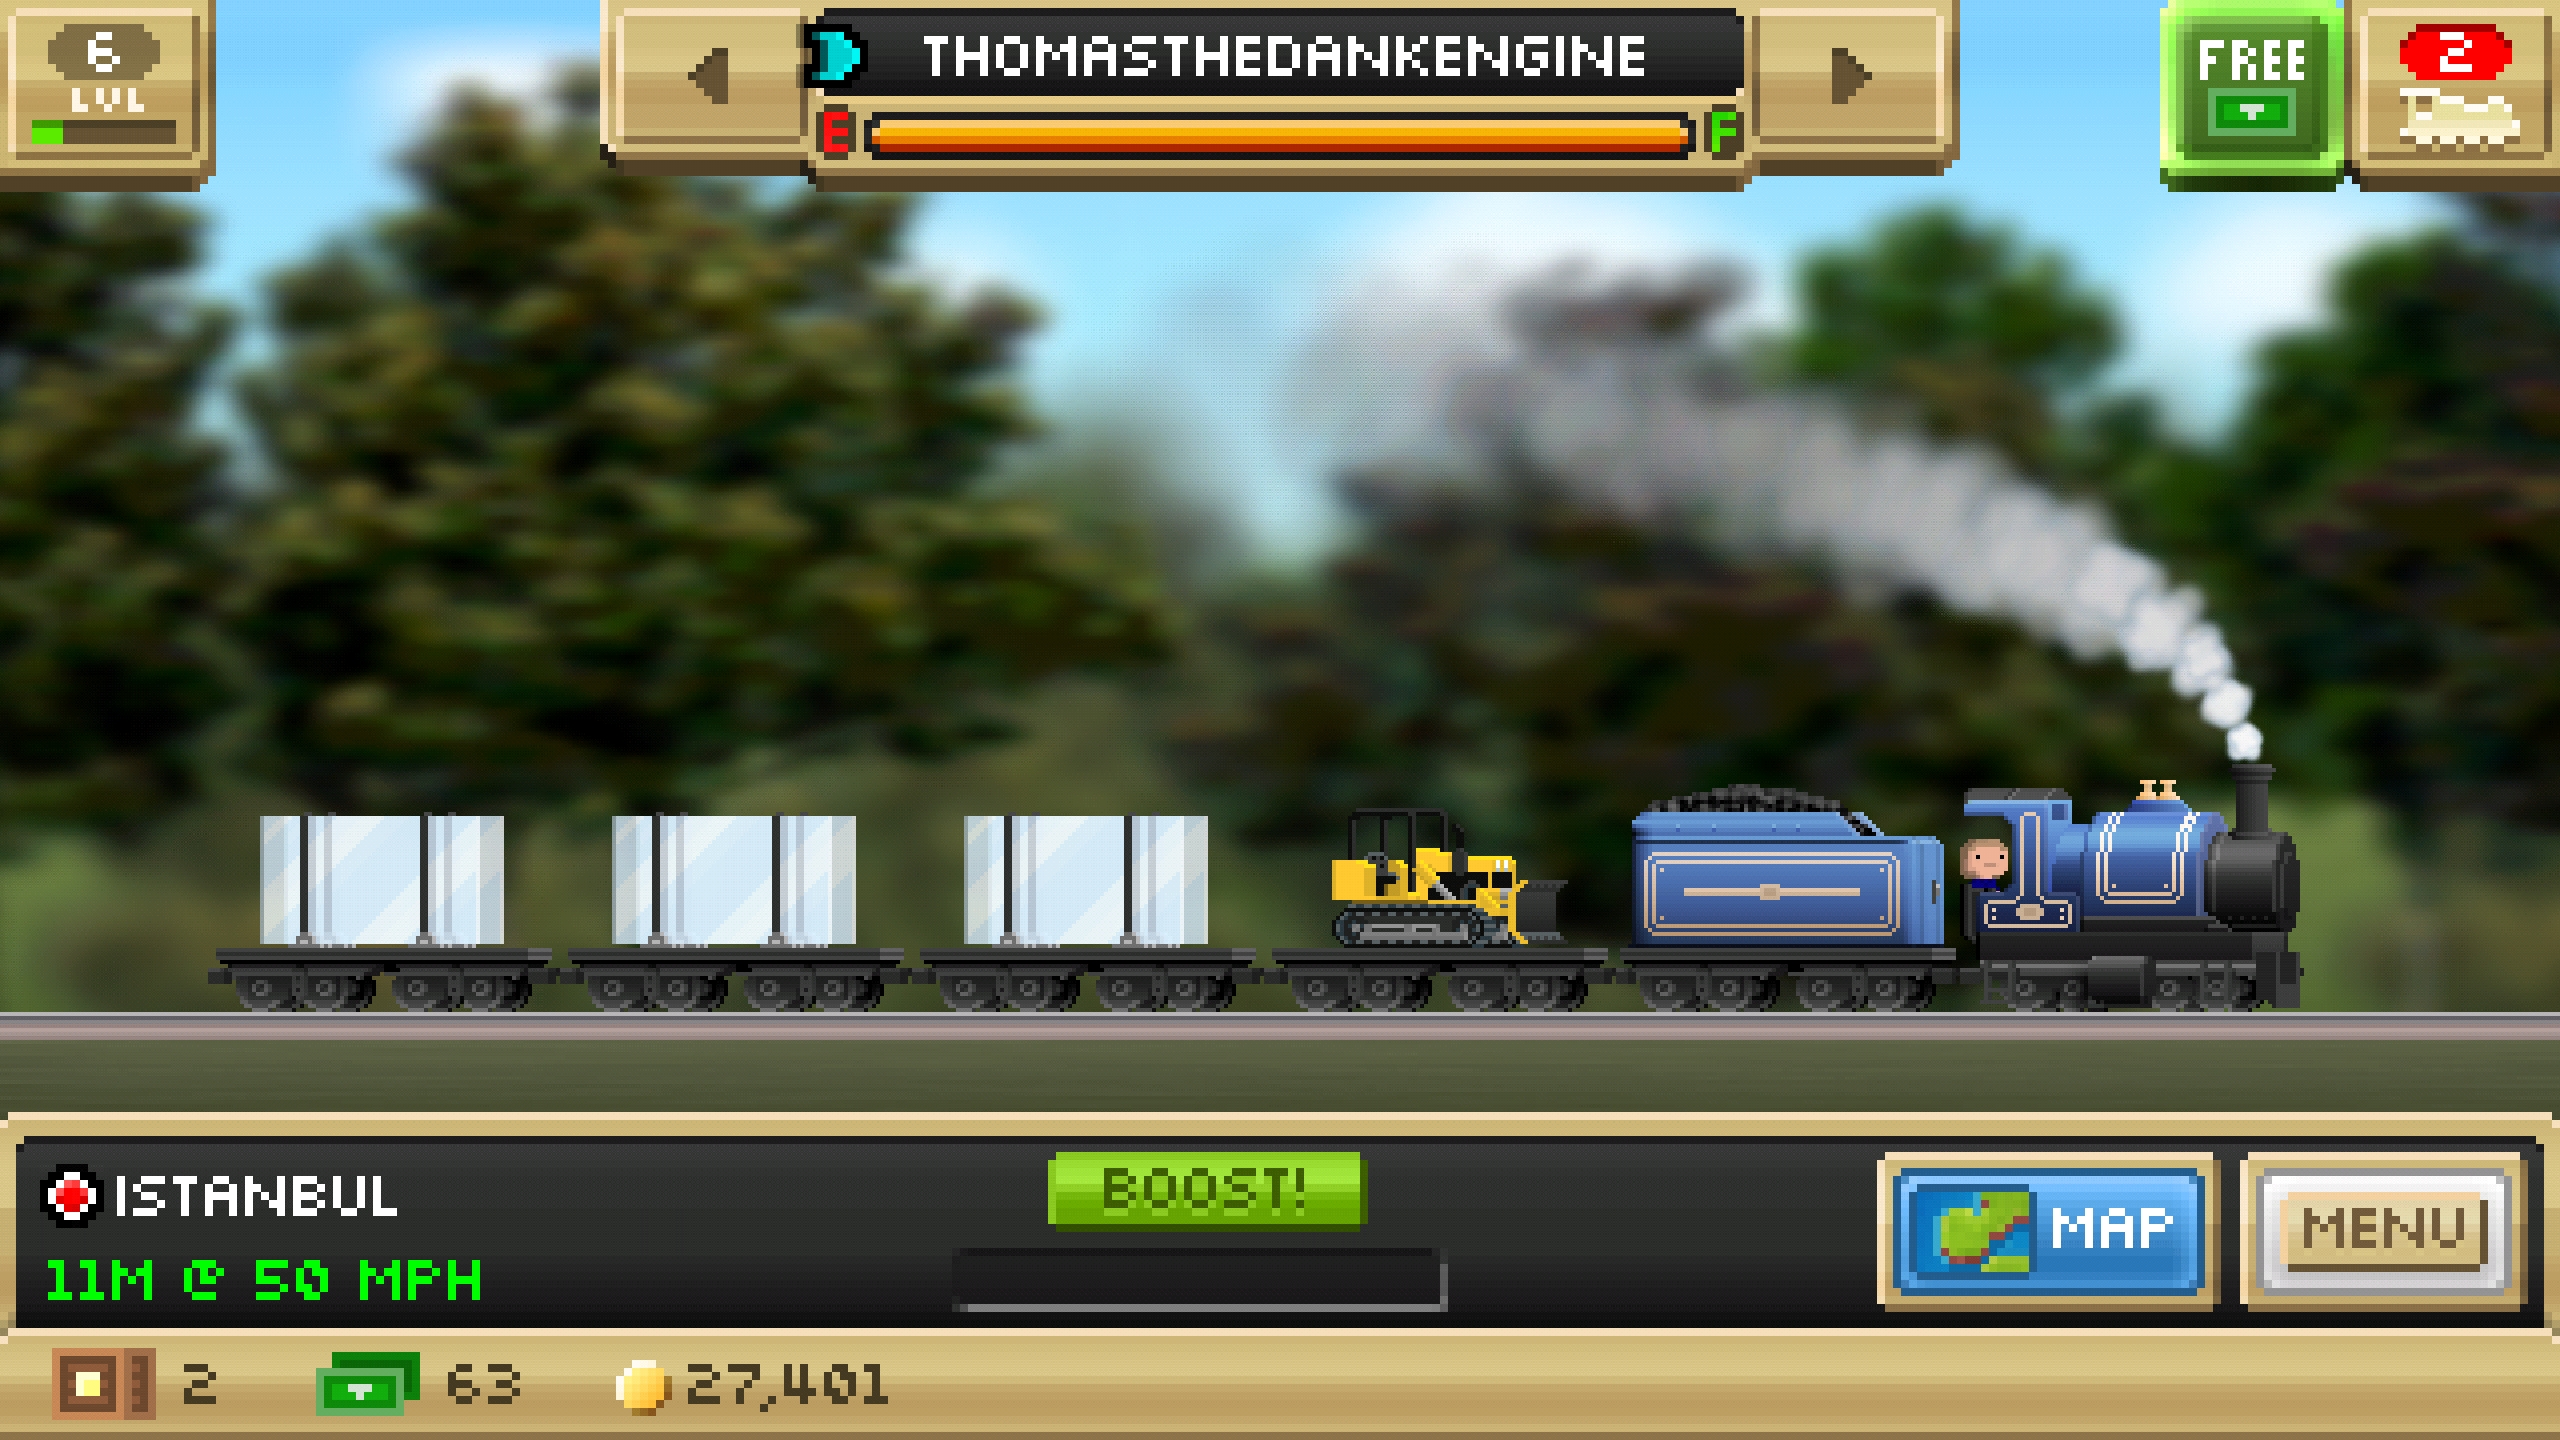 6
LVL
THOMASTHEDANKENGINE
E F
FREE
2
ISTANBUL
11M @ 50 MPH
BOOST!
MAP
MENU
2 63 27,401